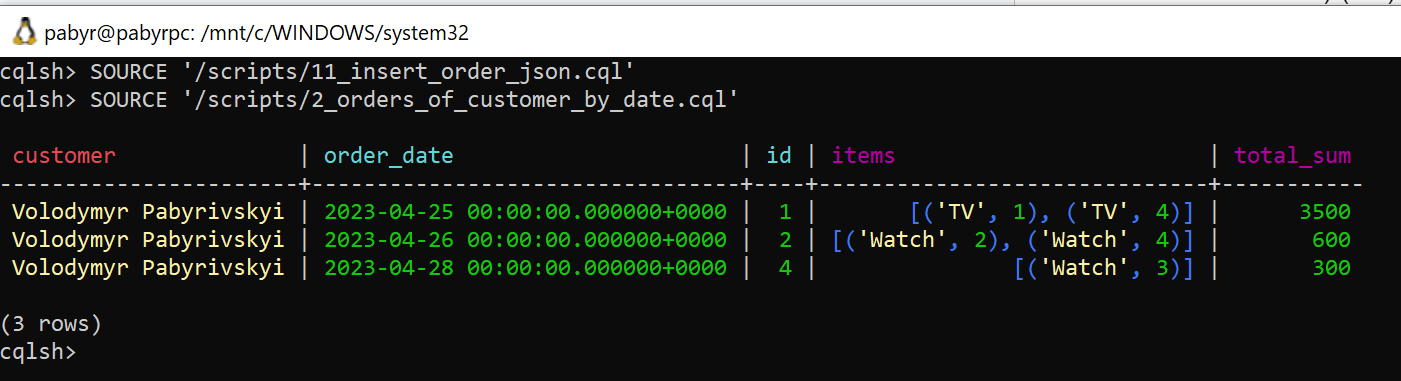 pabyr@pabyrpc: /mnt/c/WINDOWS/system32
cqlsh> SOURCE '/scripts/11_insert_order_json.cql'
cqlsh> SOURCE '/scripts/2_orders_of_customer_by_date.cql'
 customer              | order_date                      | id | items                        | total_sum
-----------------------+---------------------------------+----+------------------------------+-----------
 Volodymyr Pabyrivskyi | 2023-04-25 00:00:00.000000+0000 |  1 |       [('TV', 1), ('TV', 4)] |      3500
 Volodymyr Pabyrivskyi | 2023-04-26 00:00:00.000000+0000 |  2 | [('Watch', 2), ('Watch', 4)] |       600
 Volodymyr Pabyrivskyi | 2023-04-28 00:00:00.000000+0000 |  4 |               [('Watch', 3)] |       300
(3 rows)
cqlsh>